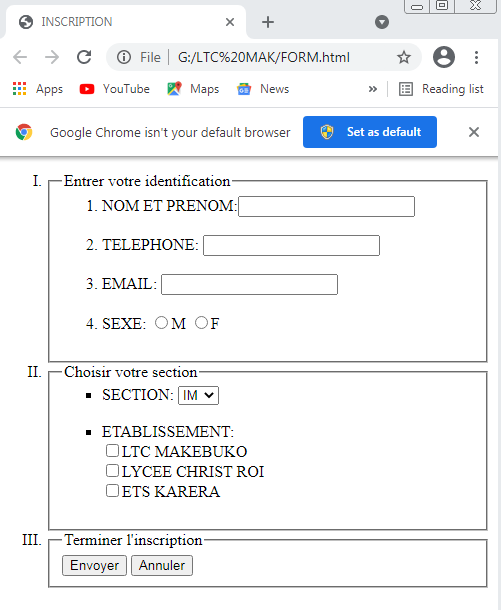 INSCRIPTION
File G:/LTC%20MAK/FORM.html
Apps YouTube Maps News » Reading list
Google Chrome isn't your default browser Set as default
I. Entrer votre identification
1. NOM ET PRENOM:
2. TELEPHONE:
3. EMAIL:
4. SEXE: M F
II. Choisir votre section
SECTION: IM
ETABLISSEMENT:
LTC MAKEBUKO
LYCEE CHRIST ROI
ETS KARERA
III. Terminer l'inscription
Envoyer Annuler